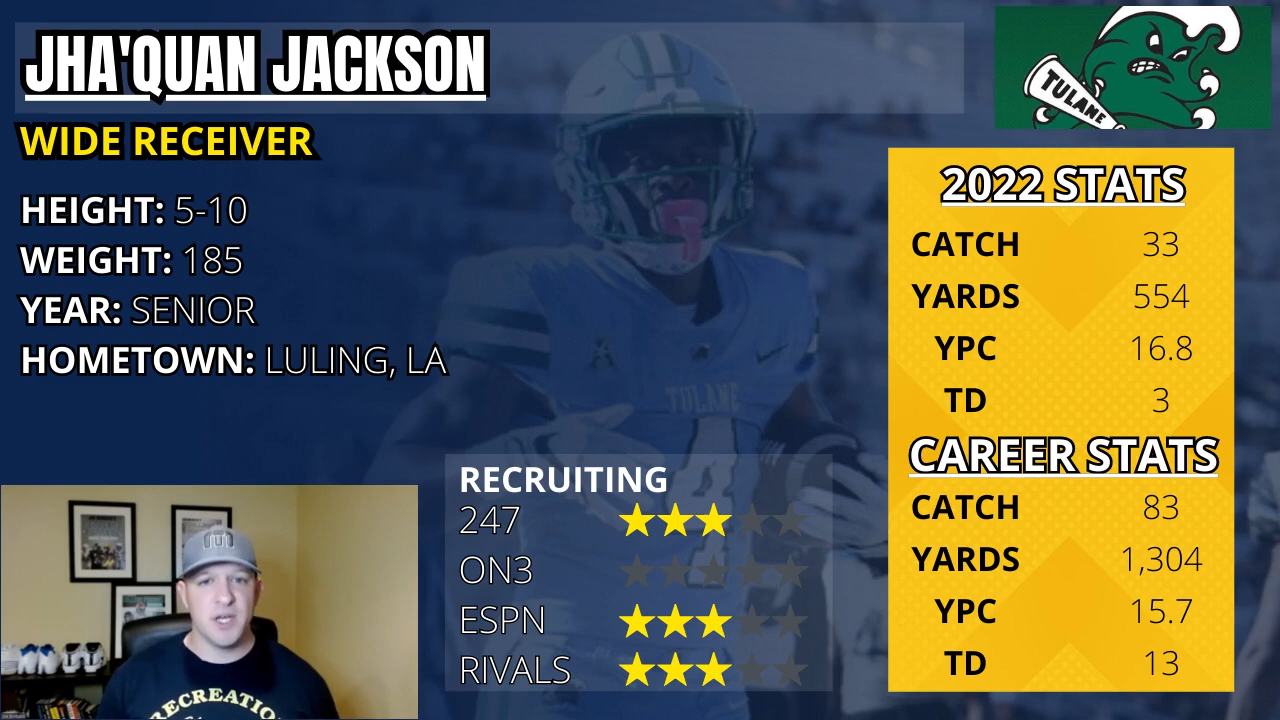 JHA'QUAN JACKSON
TULANE
WIDE RECEIVER
HEIGHT: 5-10
WEIGHT: 185
YEAR: SENIOR
HOMETOWN: LULING, LA
TULANE
4
2022 STATS
CATCH 33
YARDS 554
YPC 16.8
TD 3
CAREER STATS
CATCH 83
YARDS 1,304
YPC 15.7
TD 13
RECRUITING
247
ON3
ESPN
RIVALS
RECREATIO